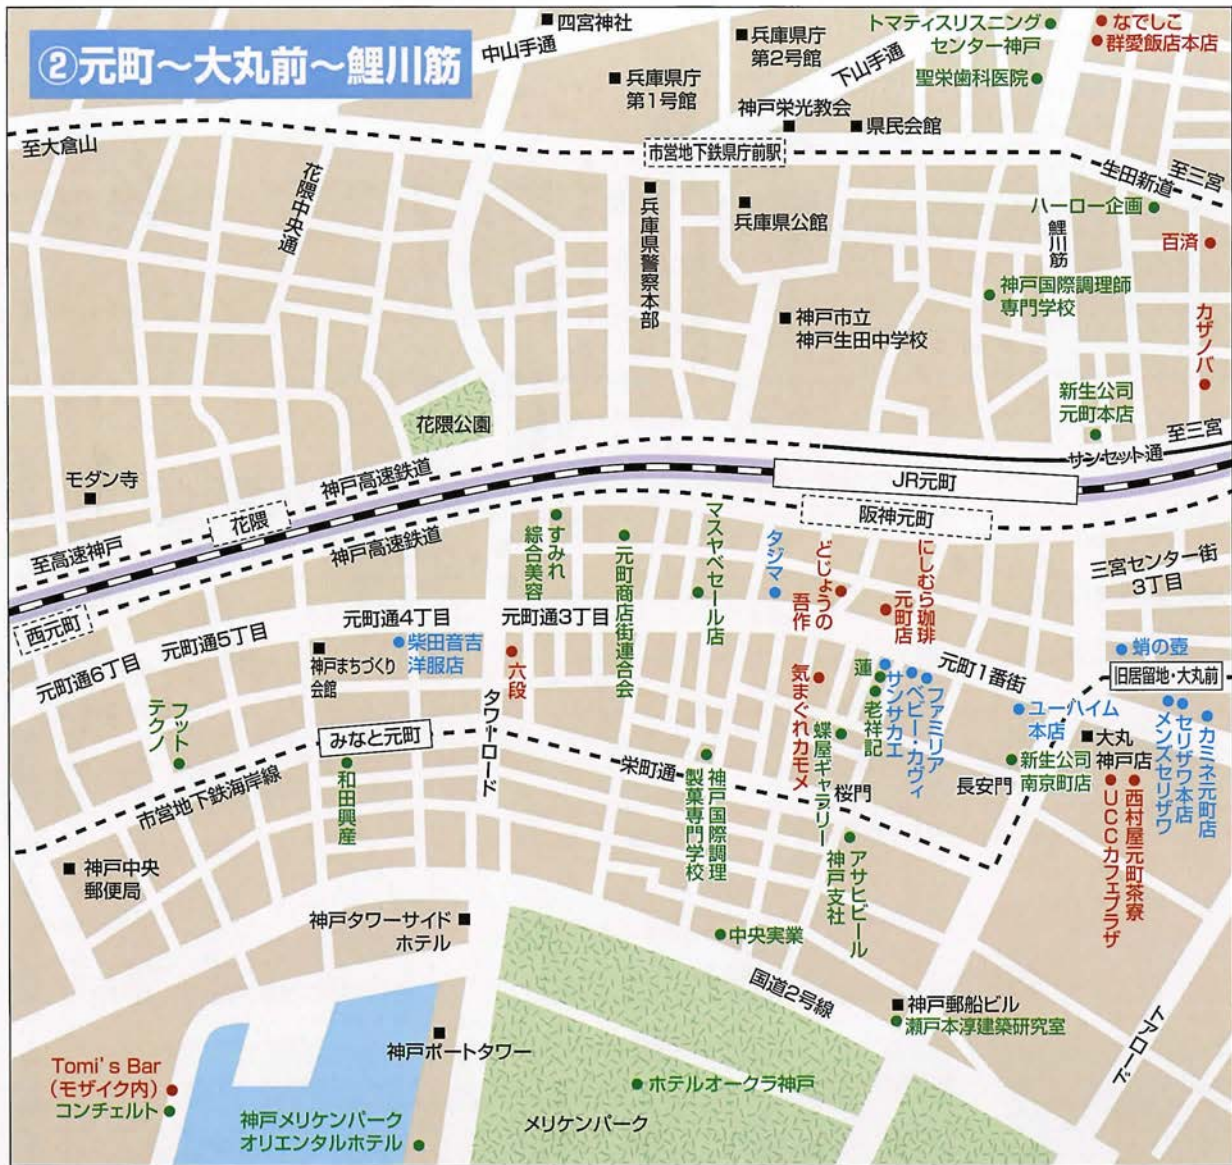 ②元町～大丸前～鯉川筋
四宮神社
中山手通
兵庫県庁
第2号館
兵庫県庁
第1号館
下山手通
トマティスリスニング
センター神戸
聖栄歯科医院
なでしこ
群愛飯店本店
神戸栄光教会
県民会館
至大倉山
市営地下鉄県庁前駅
生田新道
至三宮
花隈中央通
兵庫県警察本部
兵庫県公館
ハーロー企画
鯉川筋
百済
神戸国際調理師
専門学校
神戸市立
神戸生田中学校
カザノバ
新生公司
元町本店
花隈公園
至三宮
サンセット通
モダン寺
神戸高速鉄道
JR元町
花隈
阪神元町
至高速神戸
神戸高速鉄道
すみれ
綜合美容
元町商店街連合会
マスヤベセール店
タジマ
どじょうの
吾作
にしむら珈琲
元町店
三宮センター街
3丁目
西元町
元町通6丁目
元町通5丁目
元町通4丁目
元町通3丁目
柴田音吉
洋服店
神戸まちづくり
会館
六段
気まぐれカモメ
蓮
老祥記
サンサカエ
ベビー・カヴィ
ファミリア
元町1番街
蛸の壺
旧居留地・大丸前
フット
テクノ
みなと元町
タワーロード
栄町通
蝶屋ギャラリー
ユーハイム
本店
大丸
神戸店
メンズセリザワ
セリザワ本店
カミネ元町店
市営地下鉄海岸線
和田興産
神戸国際調理
製菓専門学校
桜門
長安門
新生公司
南京町店
UCCカフェプラザ
西村屋元町茶寮
神戸中央
郵便局
アサヒビール
神戸支社
神戸タワーサイド
ホテル
中央実業
国道2号線
神戸郵船ビル
瀬戸本淳建築研究室
トアロード
神戸ポートタワー
Tomi's Bar
(モザイク内)
コンチェルト
神戸メリケンパーク
オリエンタルホテル
ホテルオークラ神戸
メリケンパーク